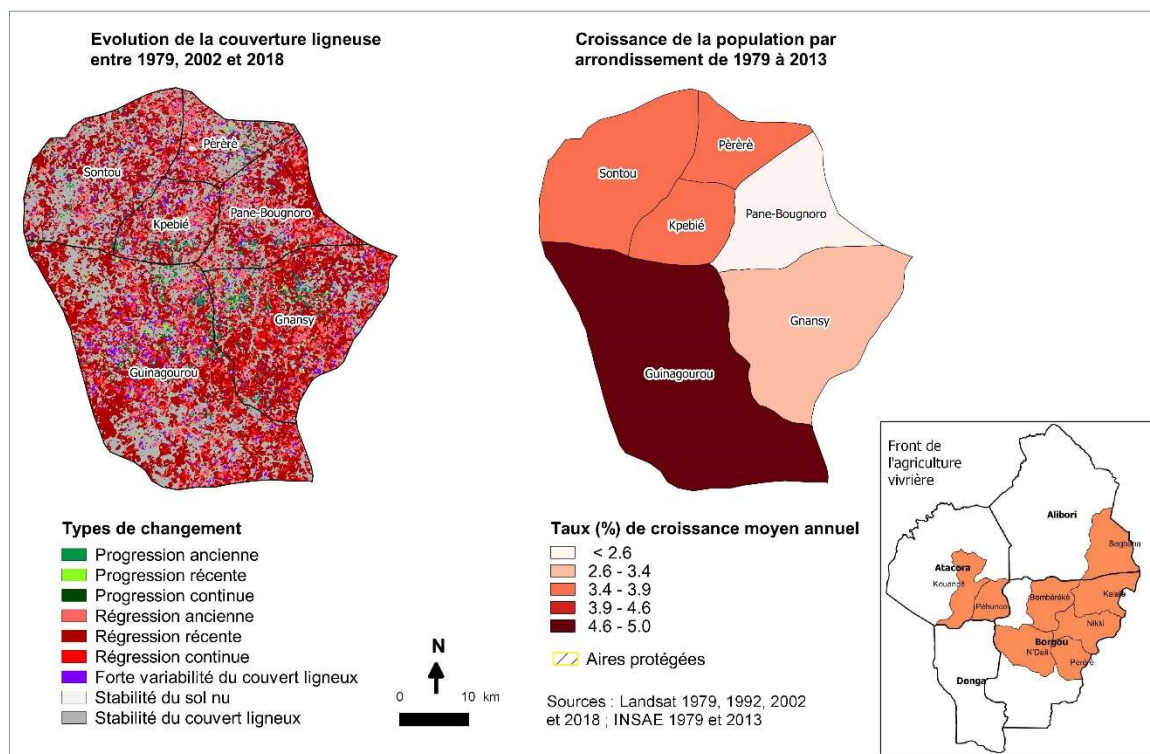 Evolution de la couverture ligneuse
entre 1979, 2002 et 2018
Pèrèrè
Sontou
Kpebié
Pane-Bougnoro
Gnansy
Guinagourou
Types de changement
Progression ancienne
Progression récente
Progression continue
Régression ancienne
Régression récente
Régression continue
Forte variabilité du couvert ligneux
Stabilité du sol nu
Stabilité du couvert ligneux
N
0 10 km
Croissance de la population par
arrondissement de 1979 à 2013
Pèrèrè
Sontou
Kpebié
Pane-Bougnoro
Gnansy
Guinagourou
Taux (%) de croissance moyen annuel
< 2.6
2.6 - 3.4
3.4 - 3.9
3.9 - 4.6
4.6 - 5.0
Aires protégées
Sources : Landsat 1979, 1992, 2002
et 2018 ; INSAE 1979 et 2013
Front de
l'agriculture
vivrière
Alibori
Segbana
Atacora
Kouandé
Péhunco
Bembèrèkè
Kalalé
Nikki
Borgou
N'Dali
Pèrèrè
Donga